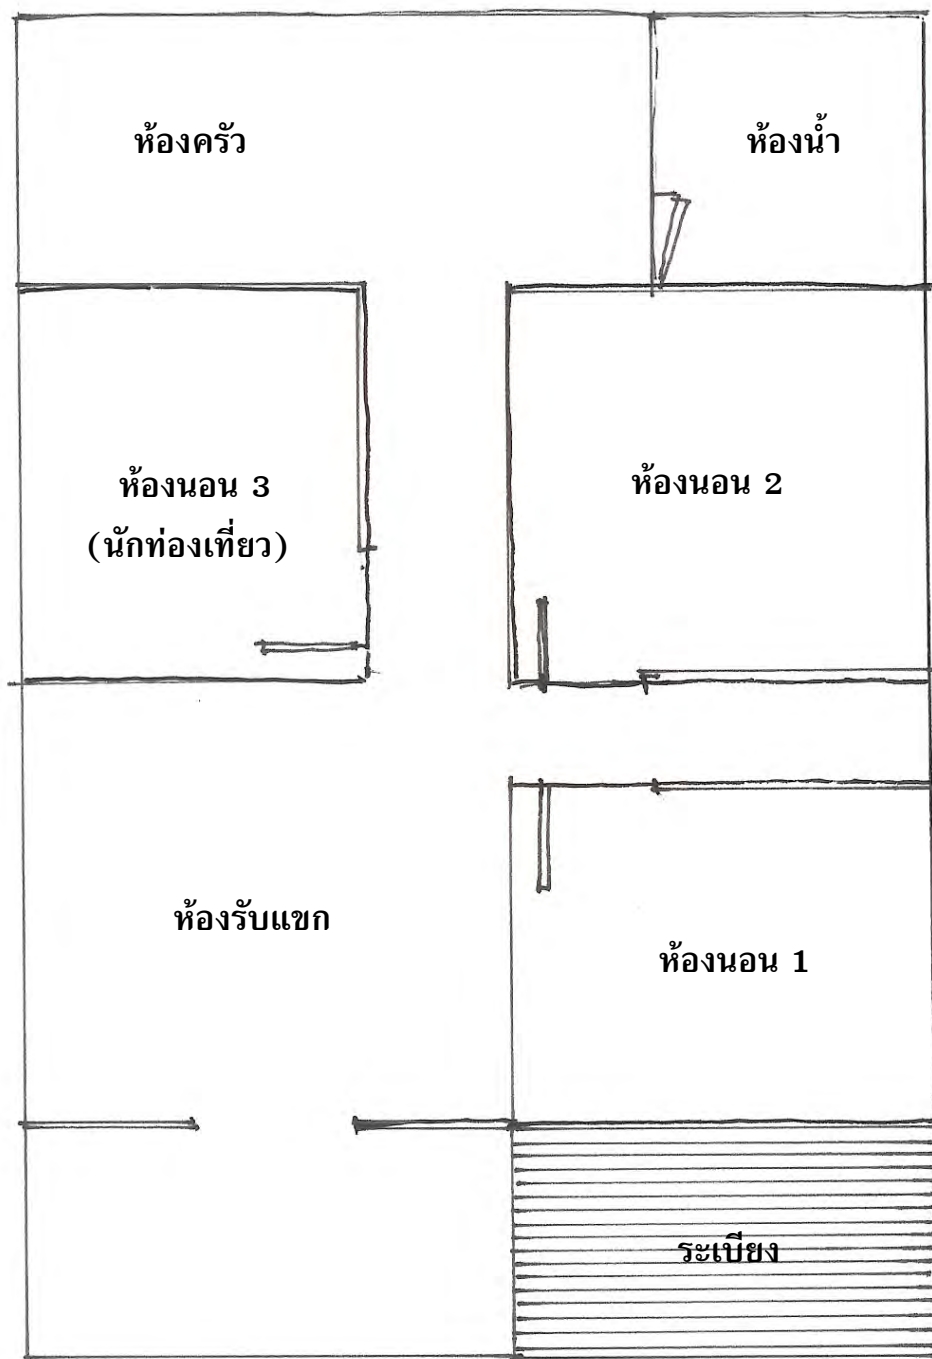 ห้องครัว
ห้องน้ำ
ห้องนอน 3
(นักท่องเที่ยว)
ห้องนอน 2
ห้องรับแขก
ห้องนอน 1
ระเบียง